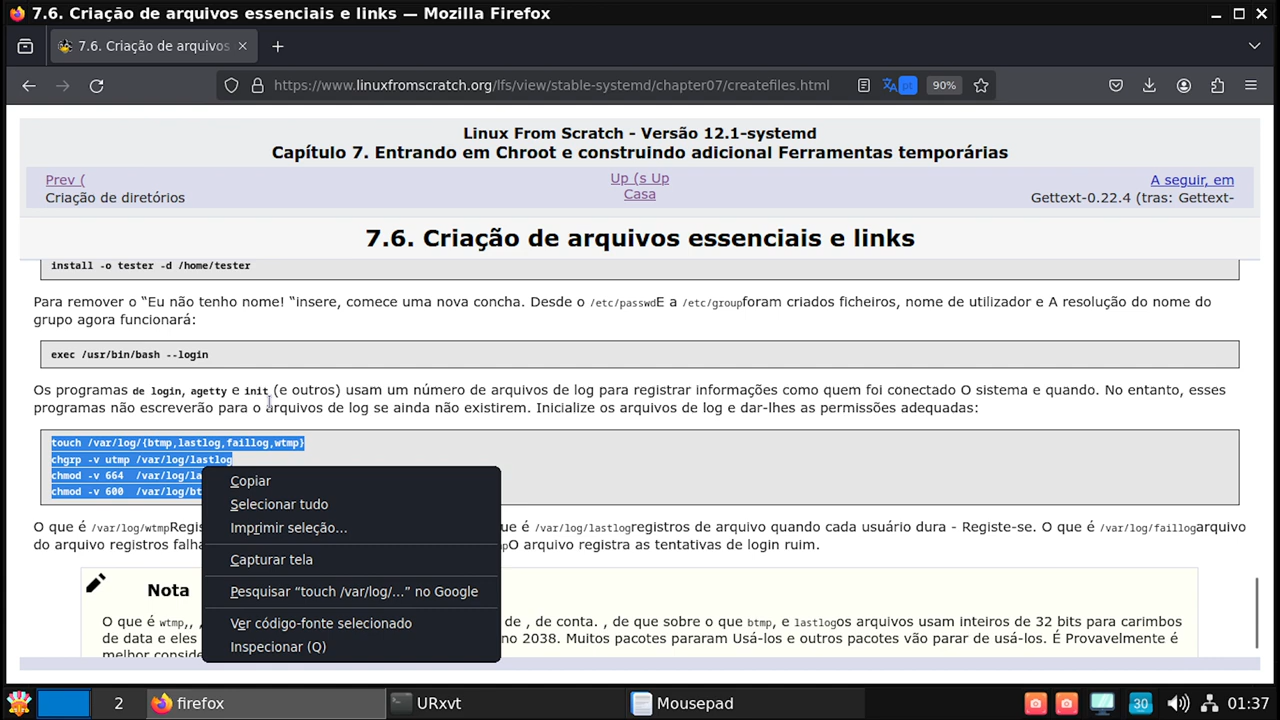 7.6. Criação de arquivos essenciais e links — Mozilla Firefox
7.6. Criação de arquivos
https://www.linuxfromscratch.org/lfs/view/stable-systemd/chapter07/createfiles.html
pt
90%
Linux From Scratch - Versão 12.1-systemd
Capítulo 7. Entrando em Chroot e construindo adicional Ferramentas temporárias
Prev (
Up (s Up
A seguir, em
Criação de diretórios
Casa
Gettext-0.22.4 (tras: Gettext-
7.6. Criação de arquivos essenciais e links
install -o tester -d /home/tester
Para remover o “Eu não tenho nome! “insere, comece uma nova concha. Desde o /etc/passwdE a /etc/groupforam criados ficheiros, nome de utilizador e A resolução do nome do
grupo agora funcionará:
exec /usr/bin/bash --login
Os programas de login, agetty e init (e outros) usam um número de arquivos de log para registrar informações como quem foi conectado O sistema e quando. No entanto, esses
programas não escreverão para o arquivos de log se ainda não existirem. Inicialize os arquivos de log e dar-lhes as permissões adequadas:
touch /var/log/{btmp,lastlog,faillog,wtmp}
chgrp -v utmp /var/log/lastlog
chmod -v 664 /var/log/la
chmod -v 600 /var/log/bt
Copiar
Selecionar tudo
Imprimir seleção…
Capturar tela
Pesquisar “touch /var/log/…” no Google
Ver código-fonte selecionado
Inspecionar (Q)
O que é /var/log/wtmpRegis ue é /var/log/lastlogregistros de arquivo quando cada usuário dura - Registe-se. O que é /var/log/faillogarquivo
do arquivo registros falha pO arquivo registra as tentativas de login ruim.
Nota
O que é wtmp,, , de , de conta. , de que sobre o que btmp, e lastlogos arquivos usam inteiros de 32 bits para carimbos
de data e eles no 2038. Muitos pacotes pararam Usá-los e outros pacotes vão parar de usá-los. É Provavelmente é
melhor conside
2
firefox
URxvt
Mousepad
30
01:37